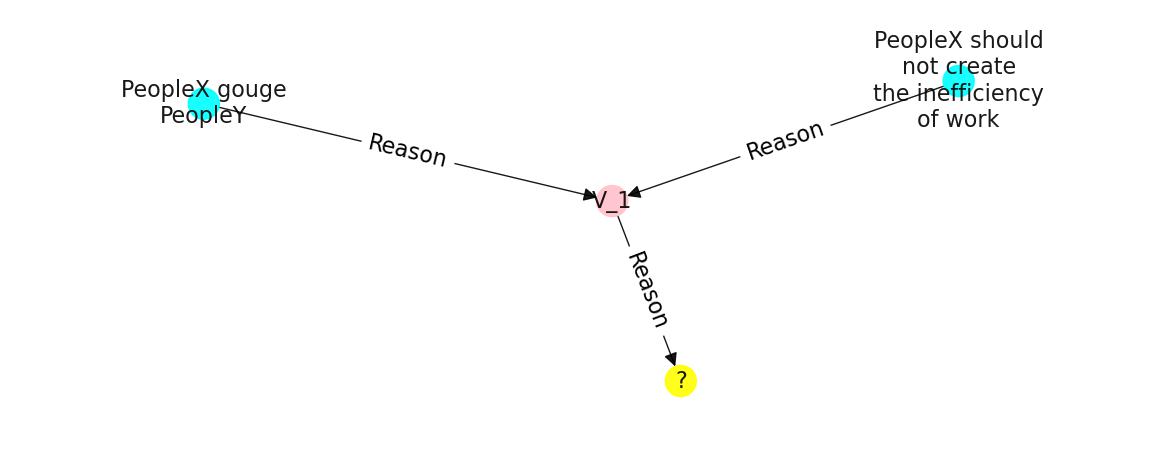 PeopleX gouge
PeopleY
PeopleX should
not create
the inefficiency
of work
Reason
Reason
V_1
Reason
?